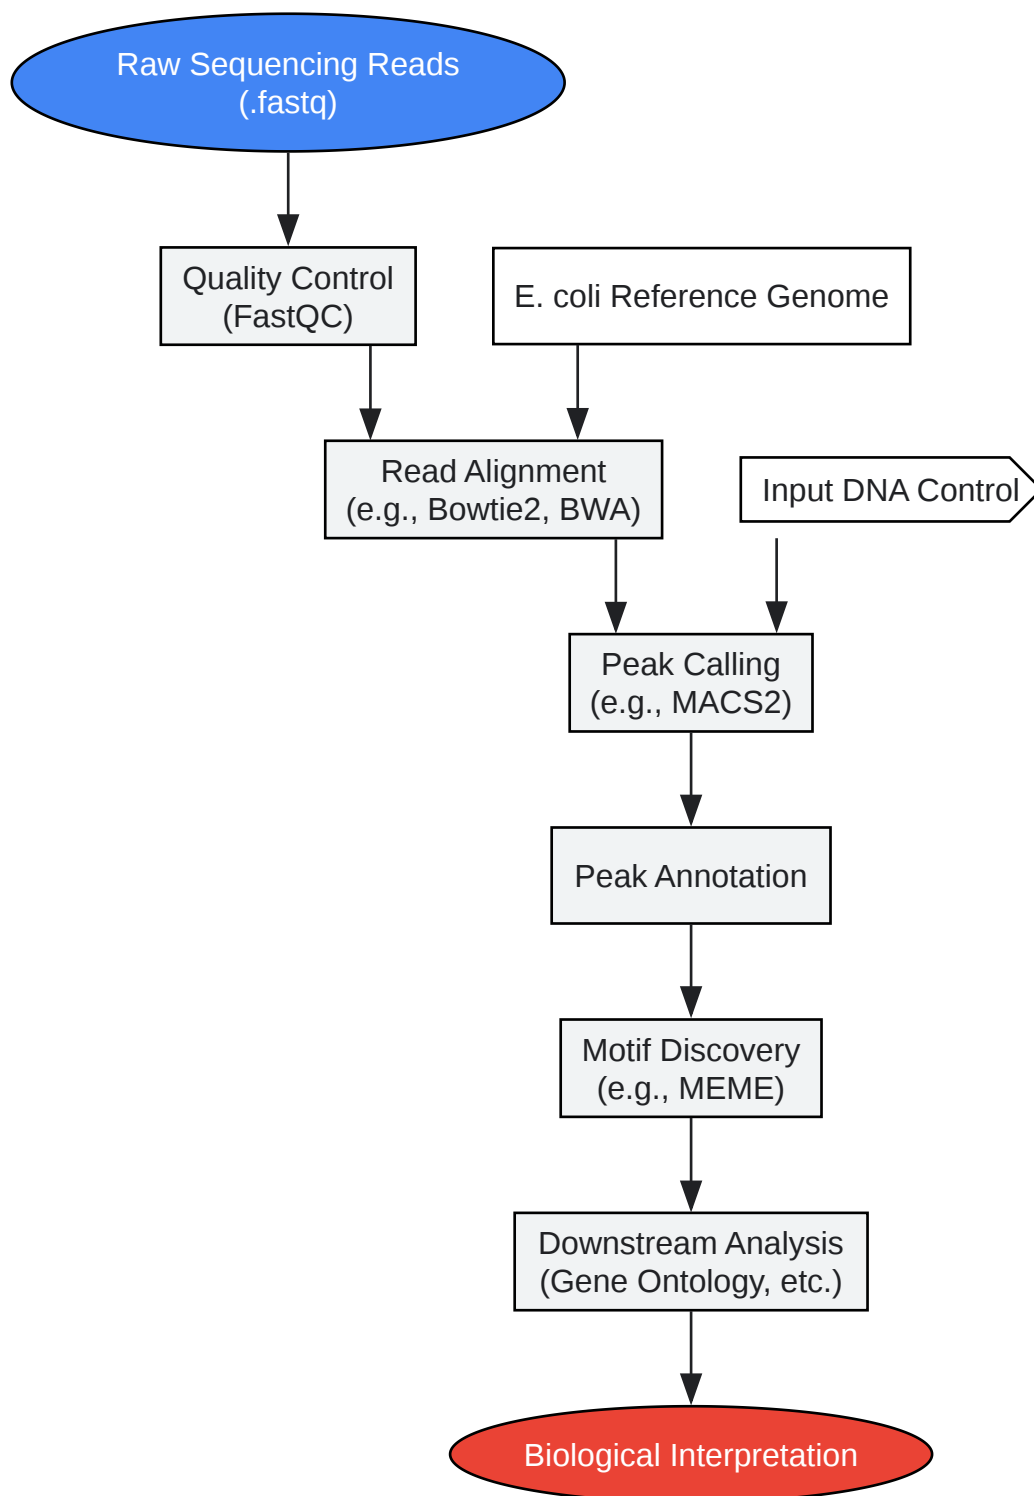 Raw Sequencing Reads
(.fastq)
Quality Control
(FastQC)
E. coli Reference Genome
Read Alignment
(e.g., Bowtie2, BWA)
Input DNA Control
Peak Calling
(e.g., MACS2)
Peak Annotation
Motif Discovery
(e.g., MEME)
Downstream Analysis
(Gene Ontology, etc.)
Biological Interpretation